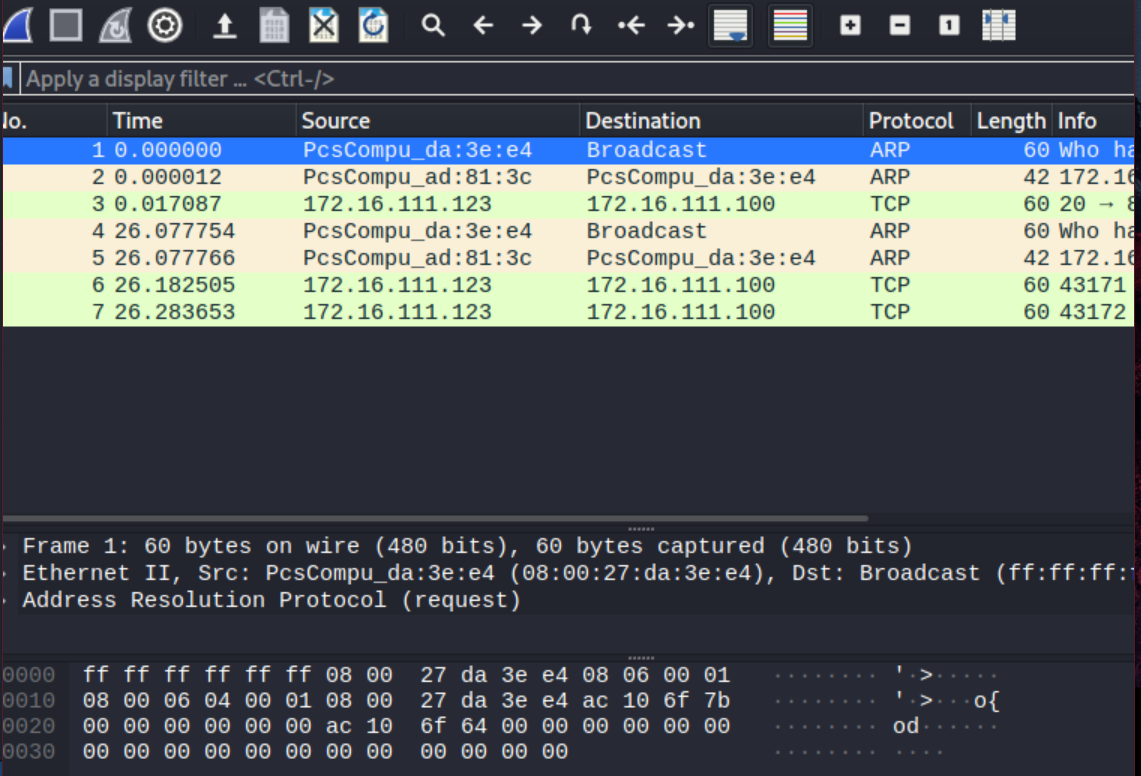 Apply a display filter ... <Ctrl-/>
No. Time Source Destination Protocol Length Info
1 0.000000 PcsCompu_da:3e:e4 Broadcast ARP 60 Who ha
2 0.000012 PcsCompu_ad:81:3c PcsCompu_da:3e:e4 ARP 42 172.16
3 0.017087 172.16.111.123 172.16.111.100 TCP 60 20 → 8
4 26.077754 PcsCompu_da:3e:e4 Broadcast ARP 60 Who ha
5 26.077766 PcsCompu_ad:81:3c PcsCompu_da:3e:e4 ARP 42 172.16
6 26.182505 172.16.111.123 172.16.111.100 TCP 60 43171
7 26.283653 172.16.111.123 172.16.111.100 TCP 60 43172
Frame 1: 60 bytes on wire (480 bits), 60 bytes captured (480 bits)
Ethernet II, Src: PcsCompu_da:3e:e4 (08:00:27:da:3e:e4), Dst: Broadcast (ff:ff:ff:
Address Resolution Protocol (request)
0000 ff ff ff ff ff ff 08 00 27 da 3e e4 08 06 00 01 ········ '·>·····
0010 08 00 06 04 00 01 08 00 27 da 3e e4 ac 10 6f 7b ········ '·>···o{
0020 00 00 00 00 00 00 ac 10 6f 64 00 00 00 00 00 00 ········ od······
0030 00 00 00 00 00 00 00 00 00 00 00 00 ········ ····